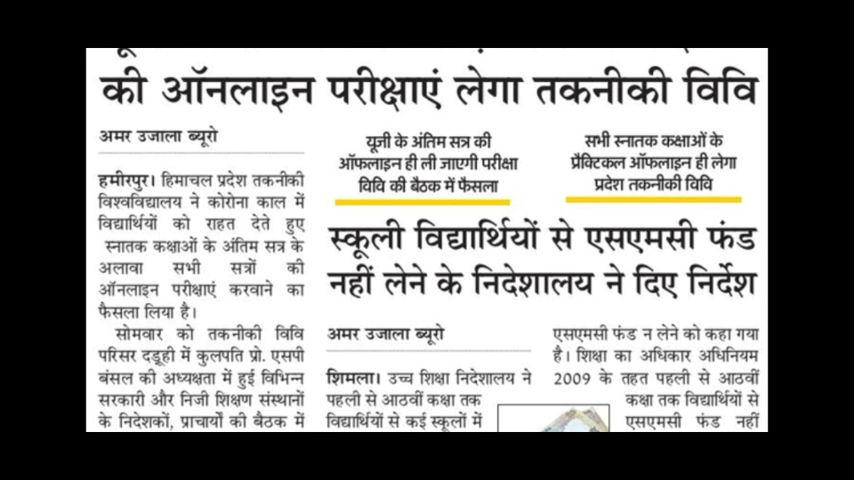 की ऑनलाइन परीक्षाएं लेगा तकनीकी विवि
अमर उजाला ब्यूरो
हमीरपुर। हिमाचल प्रदेश तकनीकी
विश्वविद्यालय ने कोरोना काल में
विद्यार्थियों को राहत देते हुए
स्नातक कक्षाओं के अंतिम सत्र के
अलावा सभी सत्रों की
ऑनलाइन परीक्षाएं करवाने का
फैसला लिया है।
सोमवार को तकनीकी विवि
परिसर दड़ूही में कुलपति प्रो. एसपी
बंसल की अध्यक्षता में हुई विभिन्न
सरकारी और निजी शिक्षण संस्थानों
के निदेशकों, प्राचार्यों की बैठक में
यूजी के अंतिम सत्र की
ऑफलाइन ही ली जाएगी परीक्षा
विवि की बैठक में फैसला
सभी स्नातक कक्षाओं के
प्रैक्टिकल ऑफलाइन ही लेगा
प्रदेश तकनीकी विवि
स्कूली विद्यार्थियों से एसएमसी फंड
नहीं लेने के निदेशालय ने दिए निर्देश
अमर उजाला ब्यूरो
शिमला। उच्च शिक्षा निदेशालय ने
पहली से आठवीं कक्षा तक
विद्यार्थियों से कई स्कूलों में
एसएमसी फंड न लेने को कहा गया
है। शिक्षा का अधिकार अधिनियम
2009 के तहत पहली से आठवीं
कक्षा तक विद्यार्थियों से
एसएमसी फंड नहीं